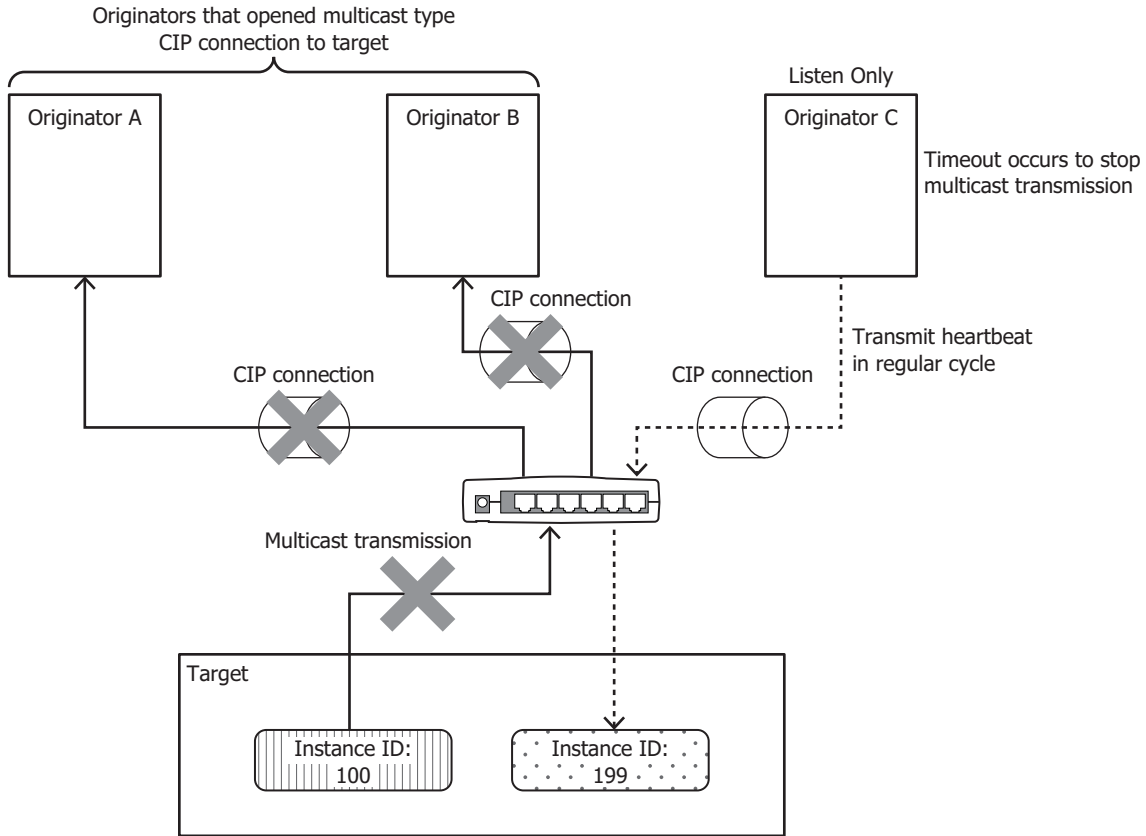 Originators that opened multicast type
CIP connection to target
Listen Only
Originator A
Originator B
Originator C
Timeout occurs to stop
multicast transmission
CIP connection
Transmit heartbeat
in regular cycle
CIP connection
CIP connection
Multicast transmission
Target
Instance ID:
100
Instance ID:
199